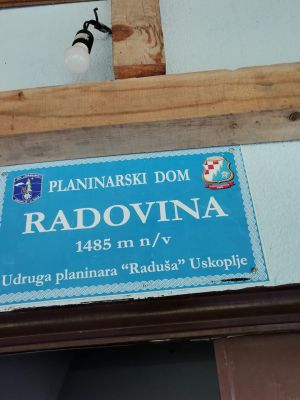 PLANINARSKI DOM
RADOVINA
1485 m n/v
Udruga planinara "Raduša" Uskoplje